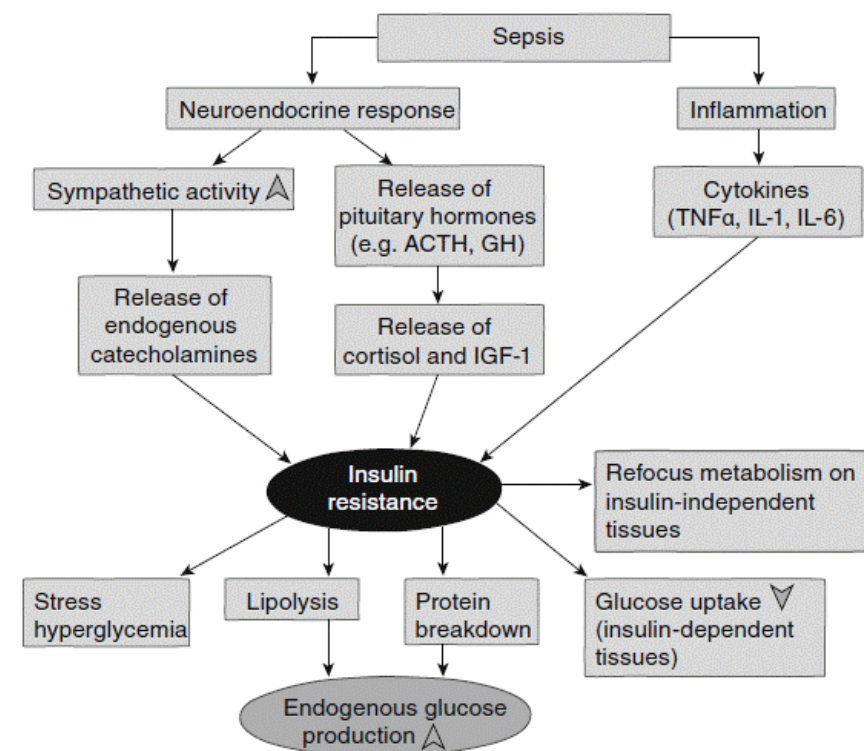 Sepsis
Neuroendocrine response
Inflammation
Sympathetic activity
Release of
pituitary hormones
(e.g. ACTH, GH)
Cytokines
(TNFα, IL-1, IL-6)
Release of
endogenous
catecholamines
Release of
cortisol and IGF-1
Insulin
resistance
Refocus metabolism on
insulin-independent
tissues
Stress
hyperglycemia
Lipolysis
Protein
breakdown
Glucose uptake
(insulin-dependent
tissues)
Endogenous glucose
production